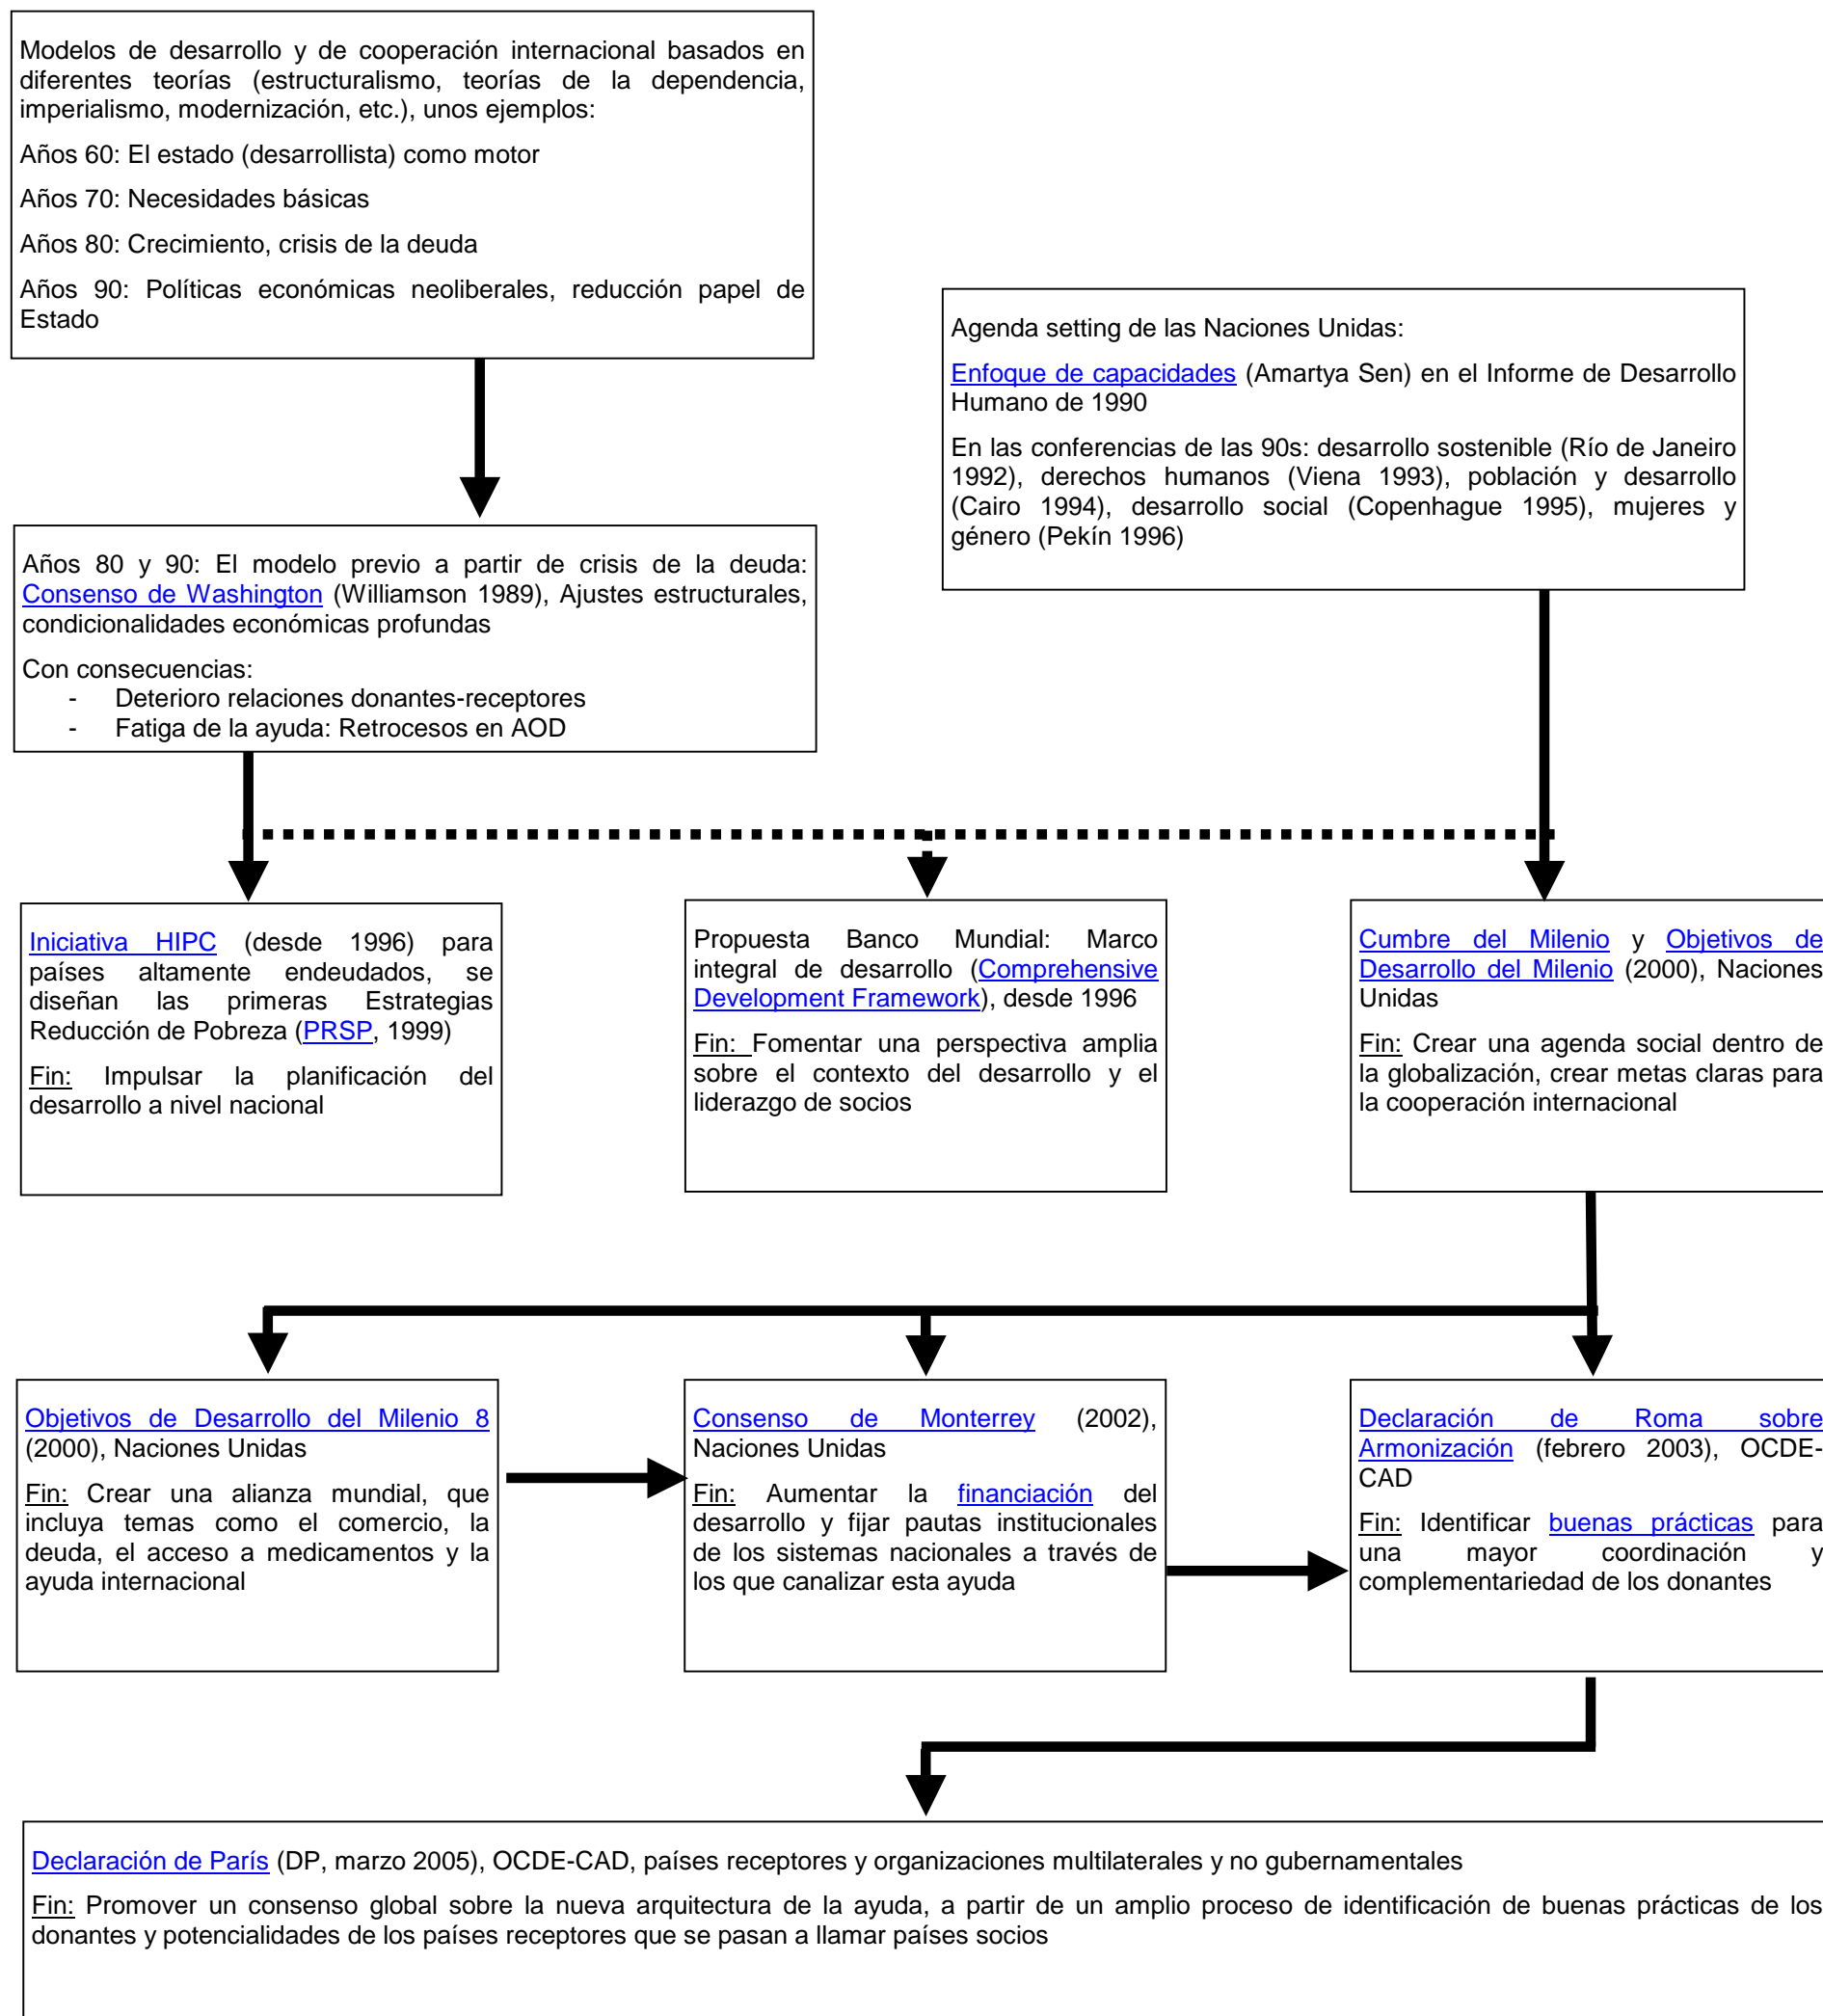 Modelos de desarrollo y de cooperación internacional basados en
diferentes teorías (estructuralismo, teorías de la dependencia,
imperialismo, modernización, etc.), unos ejemplos:
Años 60: El estado (desarrollista) como motor
Años 70: Necesidades básicas
Años 80: Crecimiento, crisis de la deuda
Años 90: Políticas económicas neoliberales, reducción papel de
Estado
Agenda setting de las Naciones Unidas:
Enfoque de capacidades (Amartya Sen) en el Informe de Desarrollo
Humano de 1990
En las conferencias de las 90s: desarrollo sostenible (Río de Janeiro
1992), derechos humanos (Viena 1993), población y desarrollo
(Cairo 1994), desarrollo social (Copenhague 1995), mujeres y
género (Pekín 1996)
Años 80 y 90: El modelo previo a partir de crisis de la deuda:
Consenso de Washington (Williamson 1989), Ajustes estructurales,
condicionalidades económicas profundas
Con consecuencias:
- Deterioro relaciones donantes-receptores
- Fatiga de la ayuda: Retrocesos en AOD
Iniciativa HIPC (desde 1996) para
países altamente endeudados, se
diseñan las primeras Estrategias
Reducción de Pobreza (PRSP, 1999)
Fin: Impulsar la planificación del
desarrollo a nivel nacional
Propuesta Banco Mundial: Marco
integral de desarrollo (Comprehensive
Development Framework), desde 1996
Fin: Fomentar una perspectiva amplia
sobre el contexto del desarrollo y el
liderazgo de socios
Cumbre del Milenio y Objetivos de
Desarrollo del Milenio (2000), Naciones
Unidas
Fin: Crear una agenda social dentro de
la globalización, crear metas claras para
la cooperación internacional
Objetivos de Desarrollo del Milenio 8
(2000), Naciones Unidas
Fin: Crear una alianza mundial, que
incluya temas como el comercio, la
deuda, el acceso a medicamentos y la
ayuda internacional
Consenso de Monterrey (2002),
Naciones Unidas
Fin: Aumentar la financiación del
desarrollo y fijar pautas institucionales
de los sistemas nacionales a través de
los que canalizar esta ayuda
Declaración de Roma sobre
Armonización (febrero 2003), OCDE-
CAD
Fin: Identificar buenas prácticas para
una mayor coordinación y
complementariedad de los donantes
Declaración de París (DP, marzo 2005), OCDE-CAD, países receptores y organizaciones multilaterales y no gubernamentales
Fin: Promover un consenso global sobre la nueva arquitectura de la ayuda, a partir de un amplio proceso de identificación de buenas prácticas de los
donantes y potencialidades de los países receptores que se pasan a llamar países socios